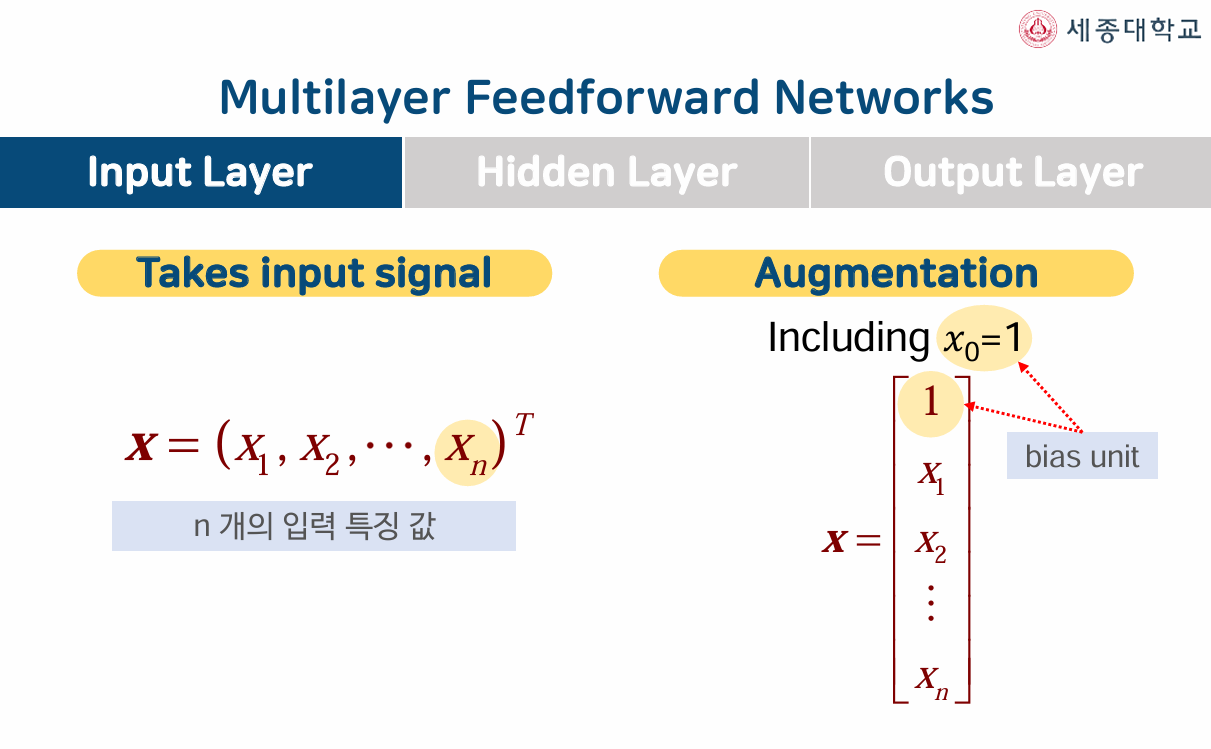 세종대학교
Multilayer Feedforward Networks
Input Layer
Hidden Layer
Output Layer
Takes input signal
x = (x₁, x₂, ⋯, xₙ)ᵀ
n 개의 입력 특징 값
Augmentation
Including x₀=1
bias unit
x =
1
x₁
x₂
⋮
xₙ